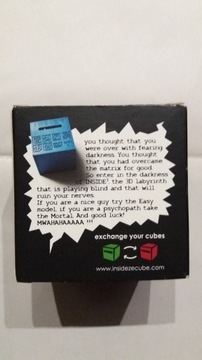 you thought that you
were over with fearing
darkness. You thought
that you had overcame
the matrix for good.
So enter in the darkness
of INSIDE³, the 3D labyrinth
that is playing blind and that will
ruin your nerves.
If you are a nice guy try the Easy
model, if you are a psychopath take
the Mortal. And good luck!
MWAHAHAAAAA !!!
exchange your cubes
www.insidezecube.com